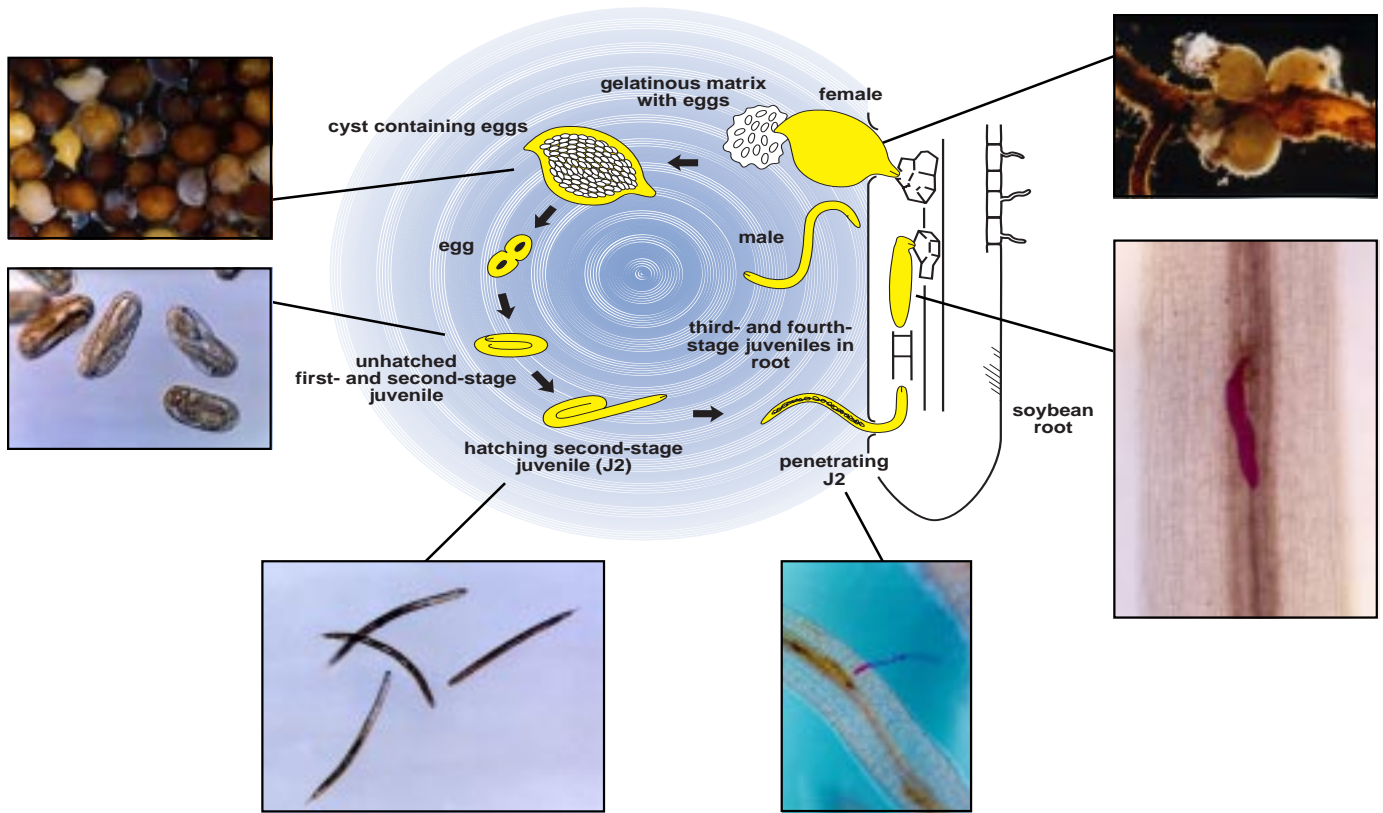 gelatinous matrix
with eggs
female
cyst containing eggs
egg
male
third- and fourth-
stage juveniles in
root
unhatched
first- and second-stage
juvenile
soybean
root
hatching second-stage
juvenile (J2)
penetrating
J2